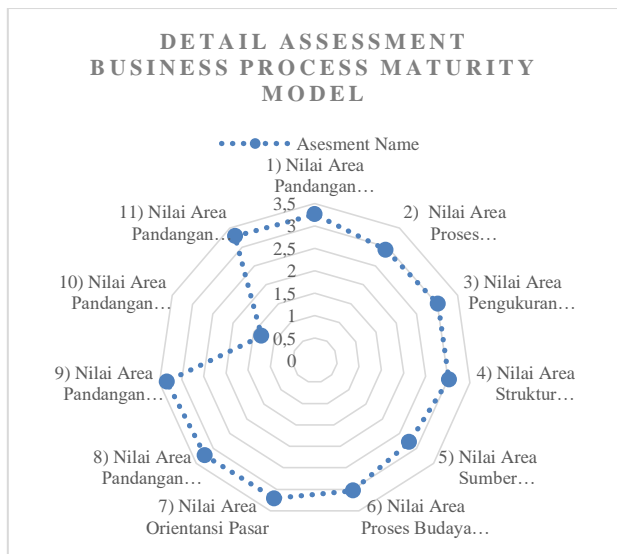 DETAIL ASSESSMENT
BUSINESS PROCESS MATURITY
MODEL
Asesment Name
1) Nilai Area
Pandangan…
2) Nilai Area
Proses…
3) Nilai Area
Pengukuran…
4) Nilai Area
Struktur…
5) Nilai Area
Sumber…
6) Nilai Area
Proses Budaya…
7) Nilai Area
Orientansi Pasar
8) Nilai Area
Pandangan…
9) Nilai Area
Pandangan…
10) Nilai Area
Pandangan…
11) Nilai Area
Pandangan…
3,5
3
2,5
2
1,5
1
0,5
0